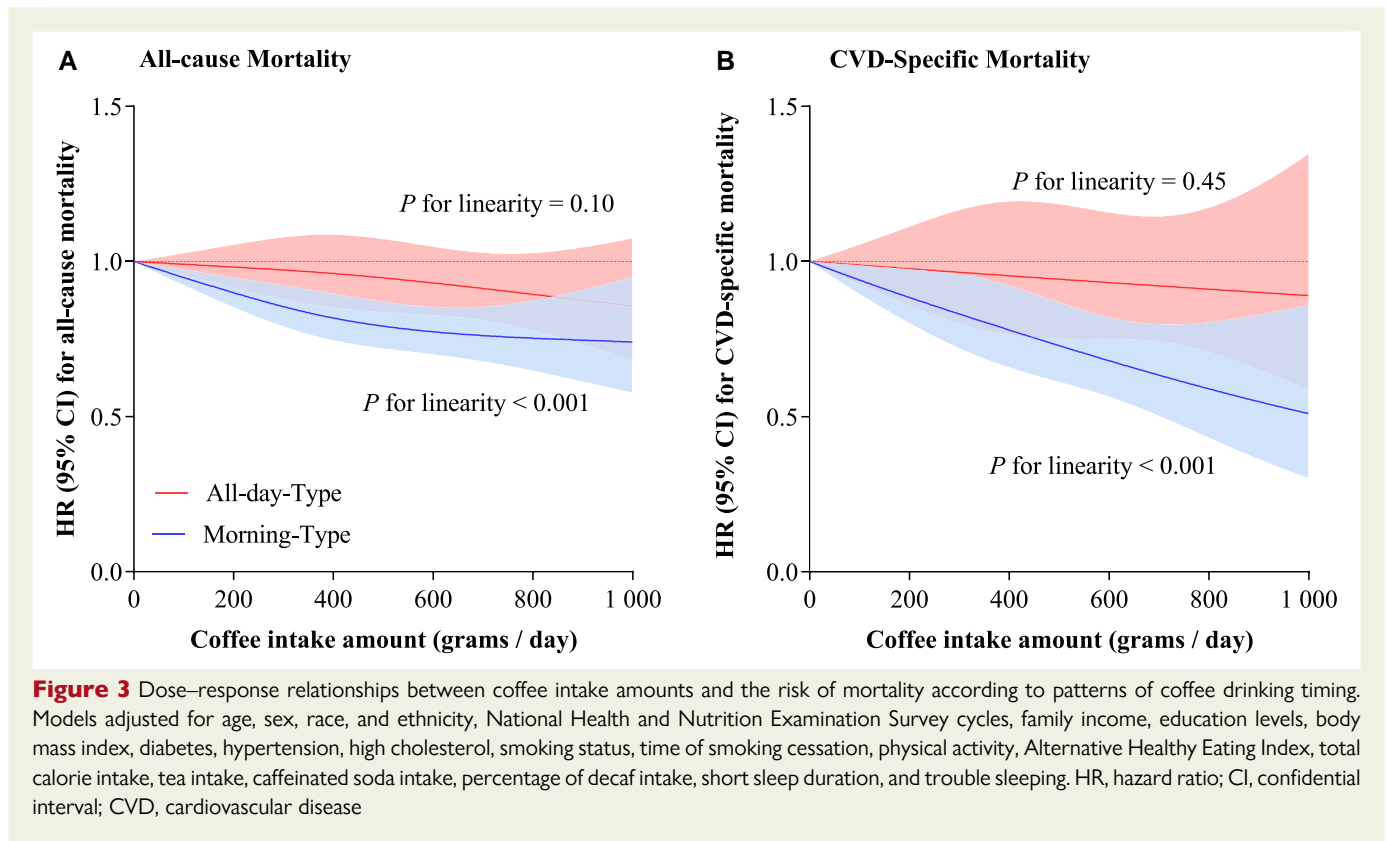 A All-cause Mortality
1.5
1.0
0.5
0.0
HR (95% CI) for all-cause mortality
P for linearity = 0.10
P for linearity < 0.001
All-day-Type
Morning-Type
0 200 400 600 800 1 000
Coffee intake amount (grams / day)
B CVD-Specific Mortality
1.5
1.0
0.5
0.0
HR (95% CI) for CVD-specific mortality
P for linearity = 0.45
P for linearity < 0.001
0 200 400 600 800 1 000
Coffee intake amount (grams / day)
Figure 3 Dose–response relationships between coffee intake amounts and the risk of mortality according to patterns of coffee drinking timing.
Models adjusted for age, sex, race, and ethnicity, National Health and Nutrition Examination Survey cycles, family income, education levels, body
mass index, diabetes, hypertension, high cholesterol, smoking status, time of smoking cessation, physical activity, Alternative Healthy Eating Index, total
calorie intake, tea intake, caffeinated soda intake, percentage of decaf intake, short sleep duration, and trouble sleeping. HR, hazard ratio; CI, confidential
interval; CVD, cardiovascular disease